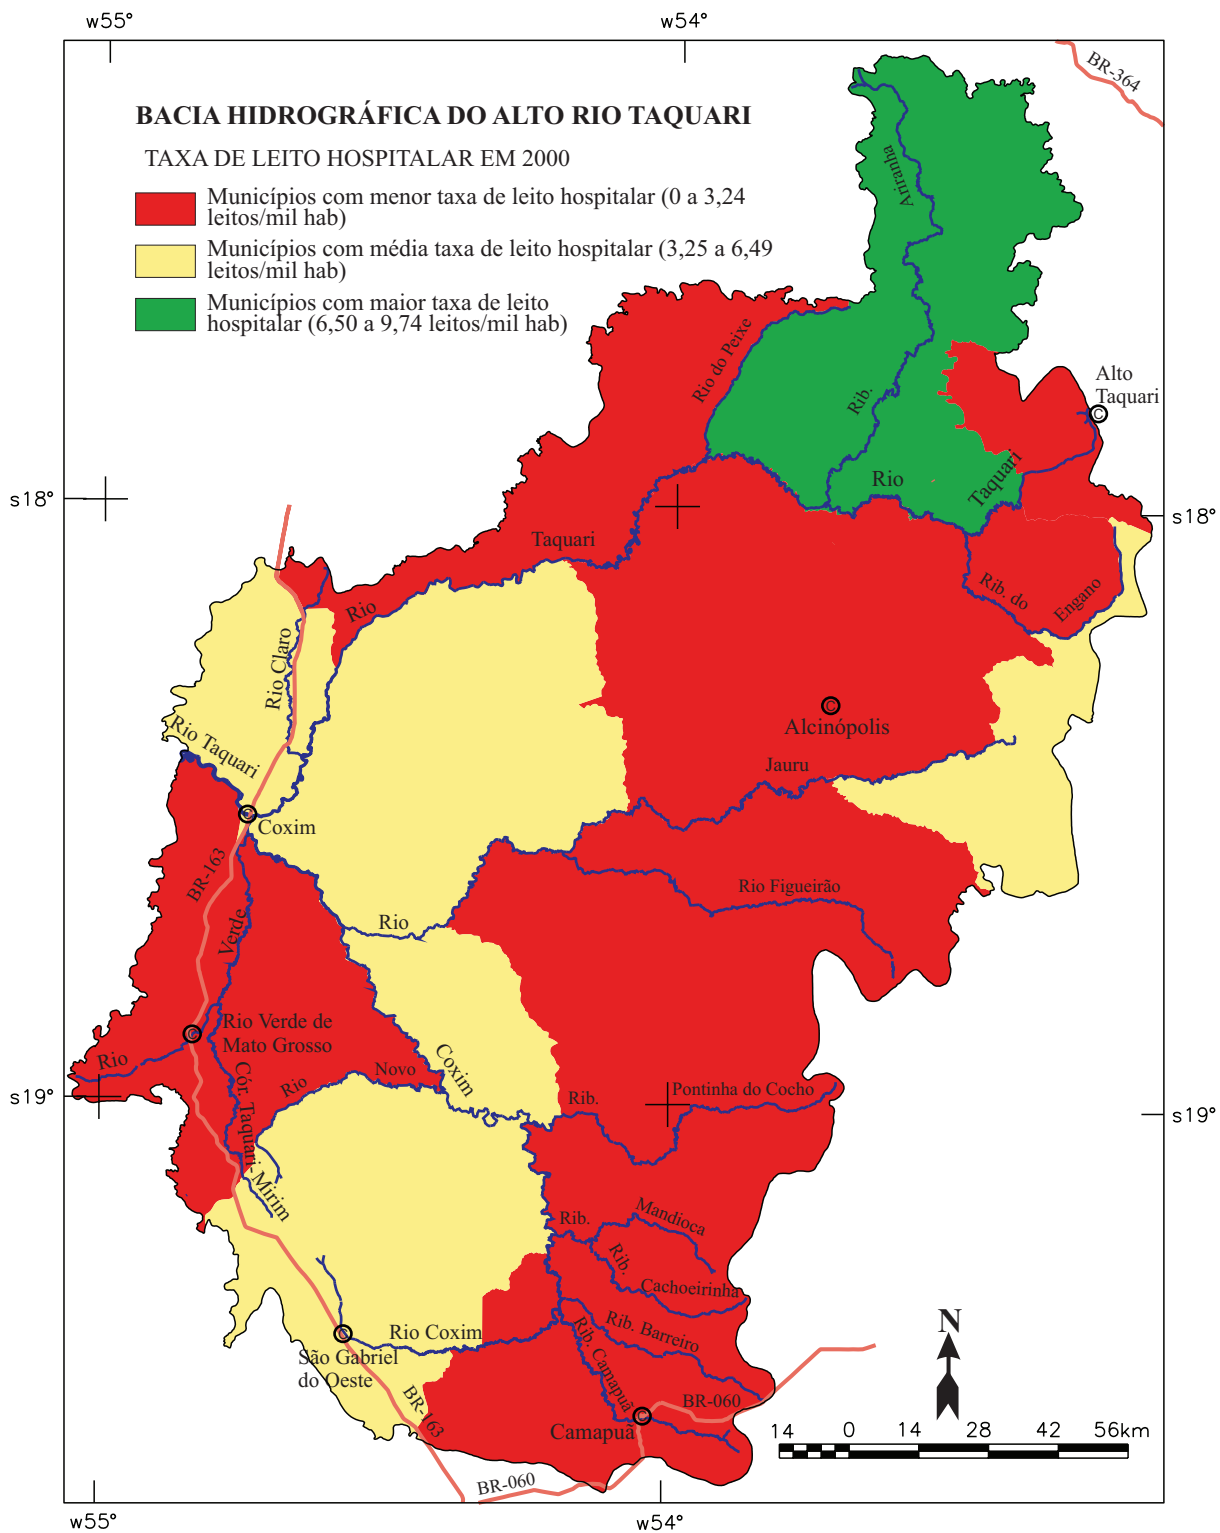 w55°
w54°
BR-364
BACIA HIDROGRÁFICA DO ALTO RIO TAQUARI
TAXA DE LEITO HOSPITALAR EM 2000
Municípios com menor taxa de leito hospitalar (0 a 3,24
leitos/mil hab)
Municípios com média taxa de leito hospitalar (3,25 a 6,49
leitos/mil hab)
Municípios com maior taxa de leito
hospitalar (6,50 a 9,74 leitos/mil hab)
Ariranha
Rio do Peixe
Rib.
Alto
Taquari
C
Rio
Taquari
s18°
s18°
Taquari
Rio
Rib. do
Engano
Rio Claro
C
Alcinópolis
Rio Taquari
Jauru
C
Coxim
BR-163
Rio Figueirão
Verde
Rio
C
Rio Verde de
Mato Grosso
Rio
Coxim
Novo
Rio
Cór. Taquari-Mirim
Rib.
Pontinha do Cocho
s19°
s19°
Rib.
Mandioca
Rib.
Cachoeirinha
Rib. Barreiro
Rib. Camapuã
C
Rio Coxim
São Gabriel
do Oeste
BR-163
C
BR-060
Camapuã
BR-060
N
14 0 14 28 42 56km
w55°
w54°